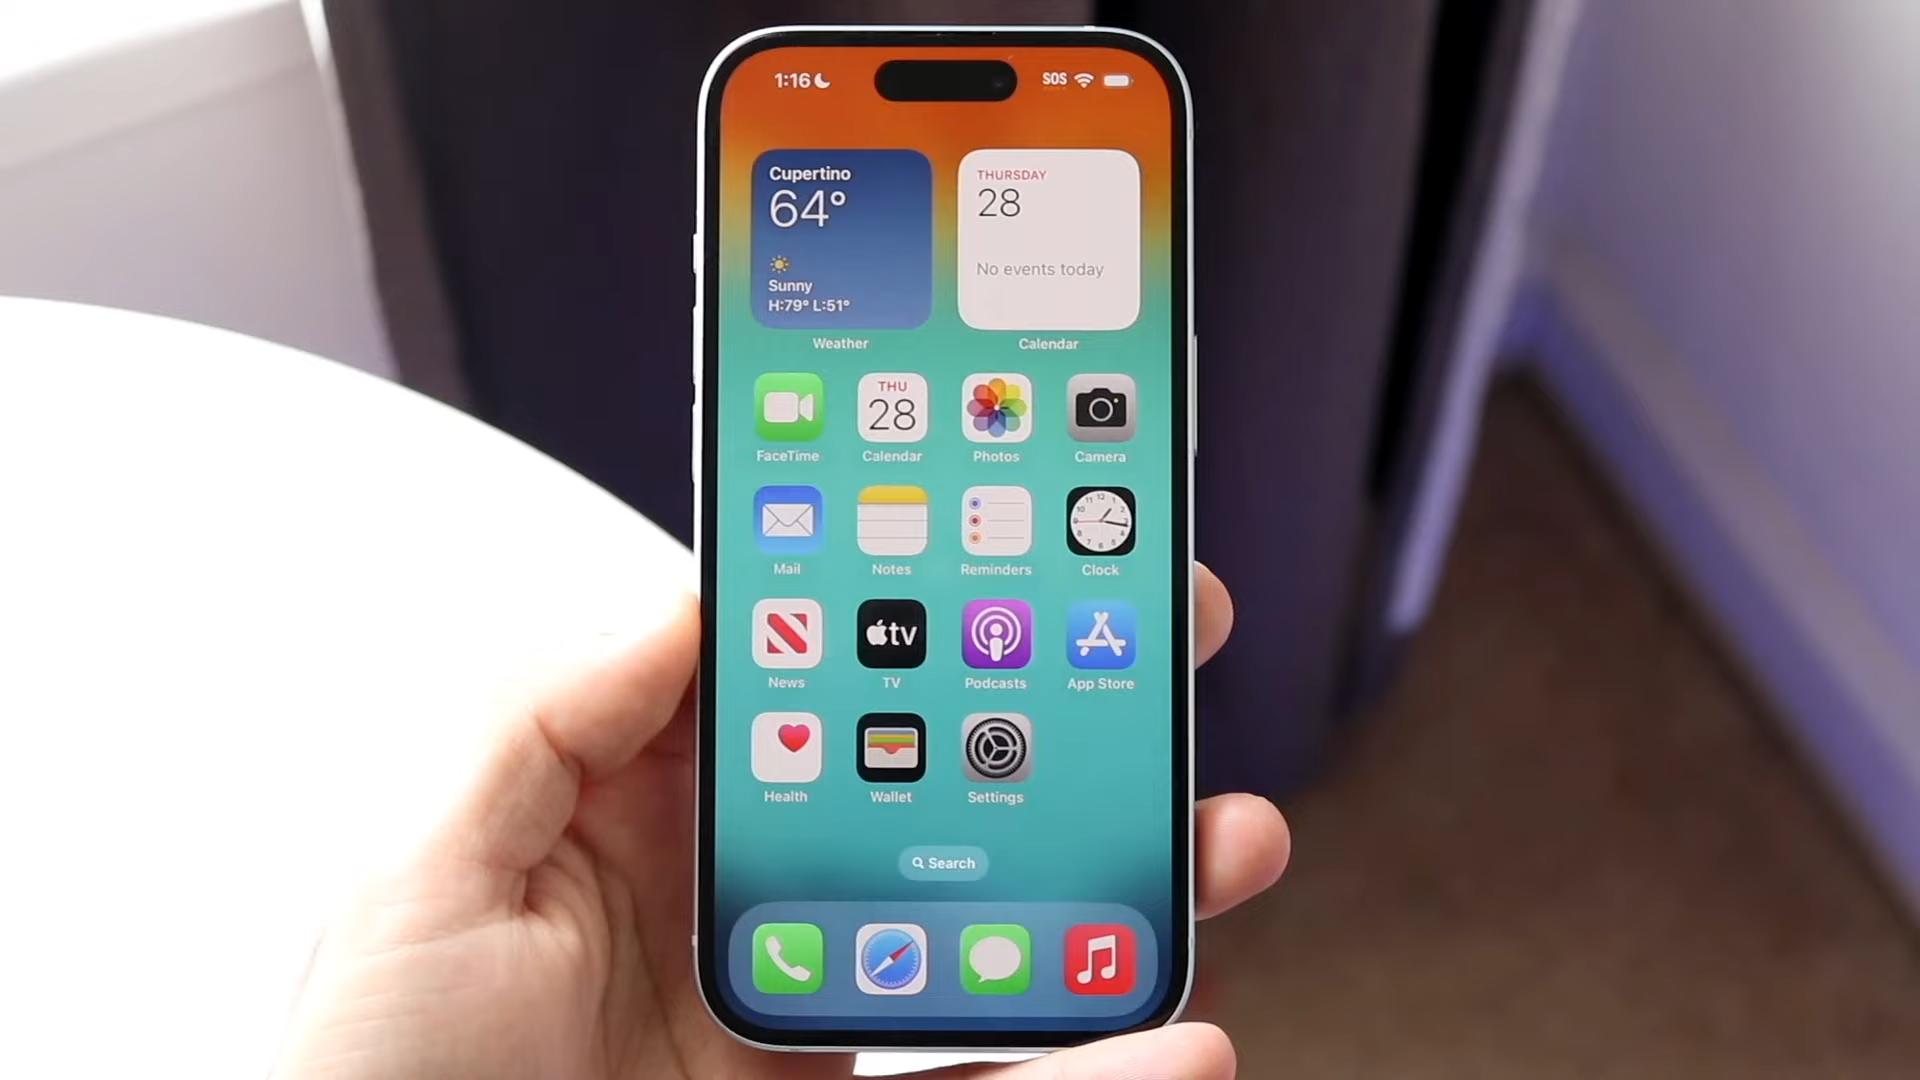 1:16
SOS
Cupertino
64°
Sunny
H:79° L:51°
Weather
THURSDAY
28
No events today
Calendar
THU
28
FaceTime
Calendar
Photos
Camera
Mail
Notes
Reminders
Clock
tv
News
TV
Podcasts
App Store
Health
Wallet
Settings
Search